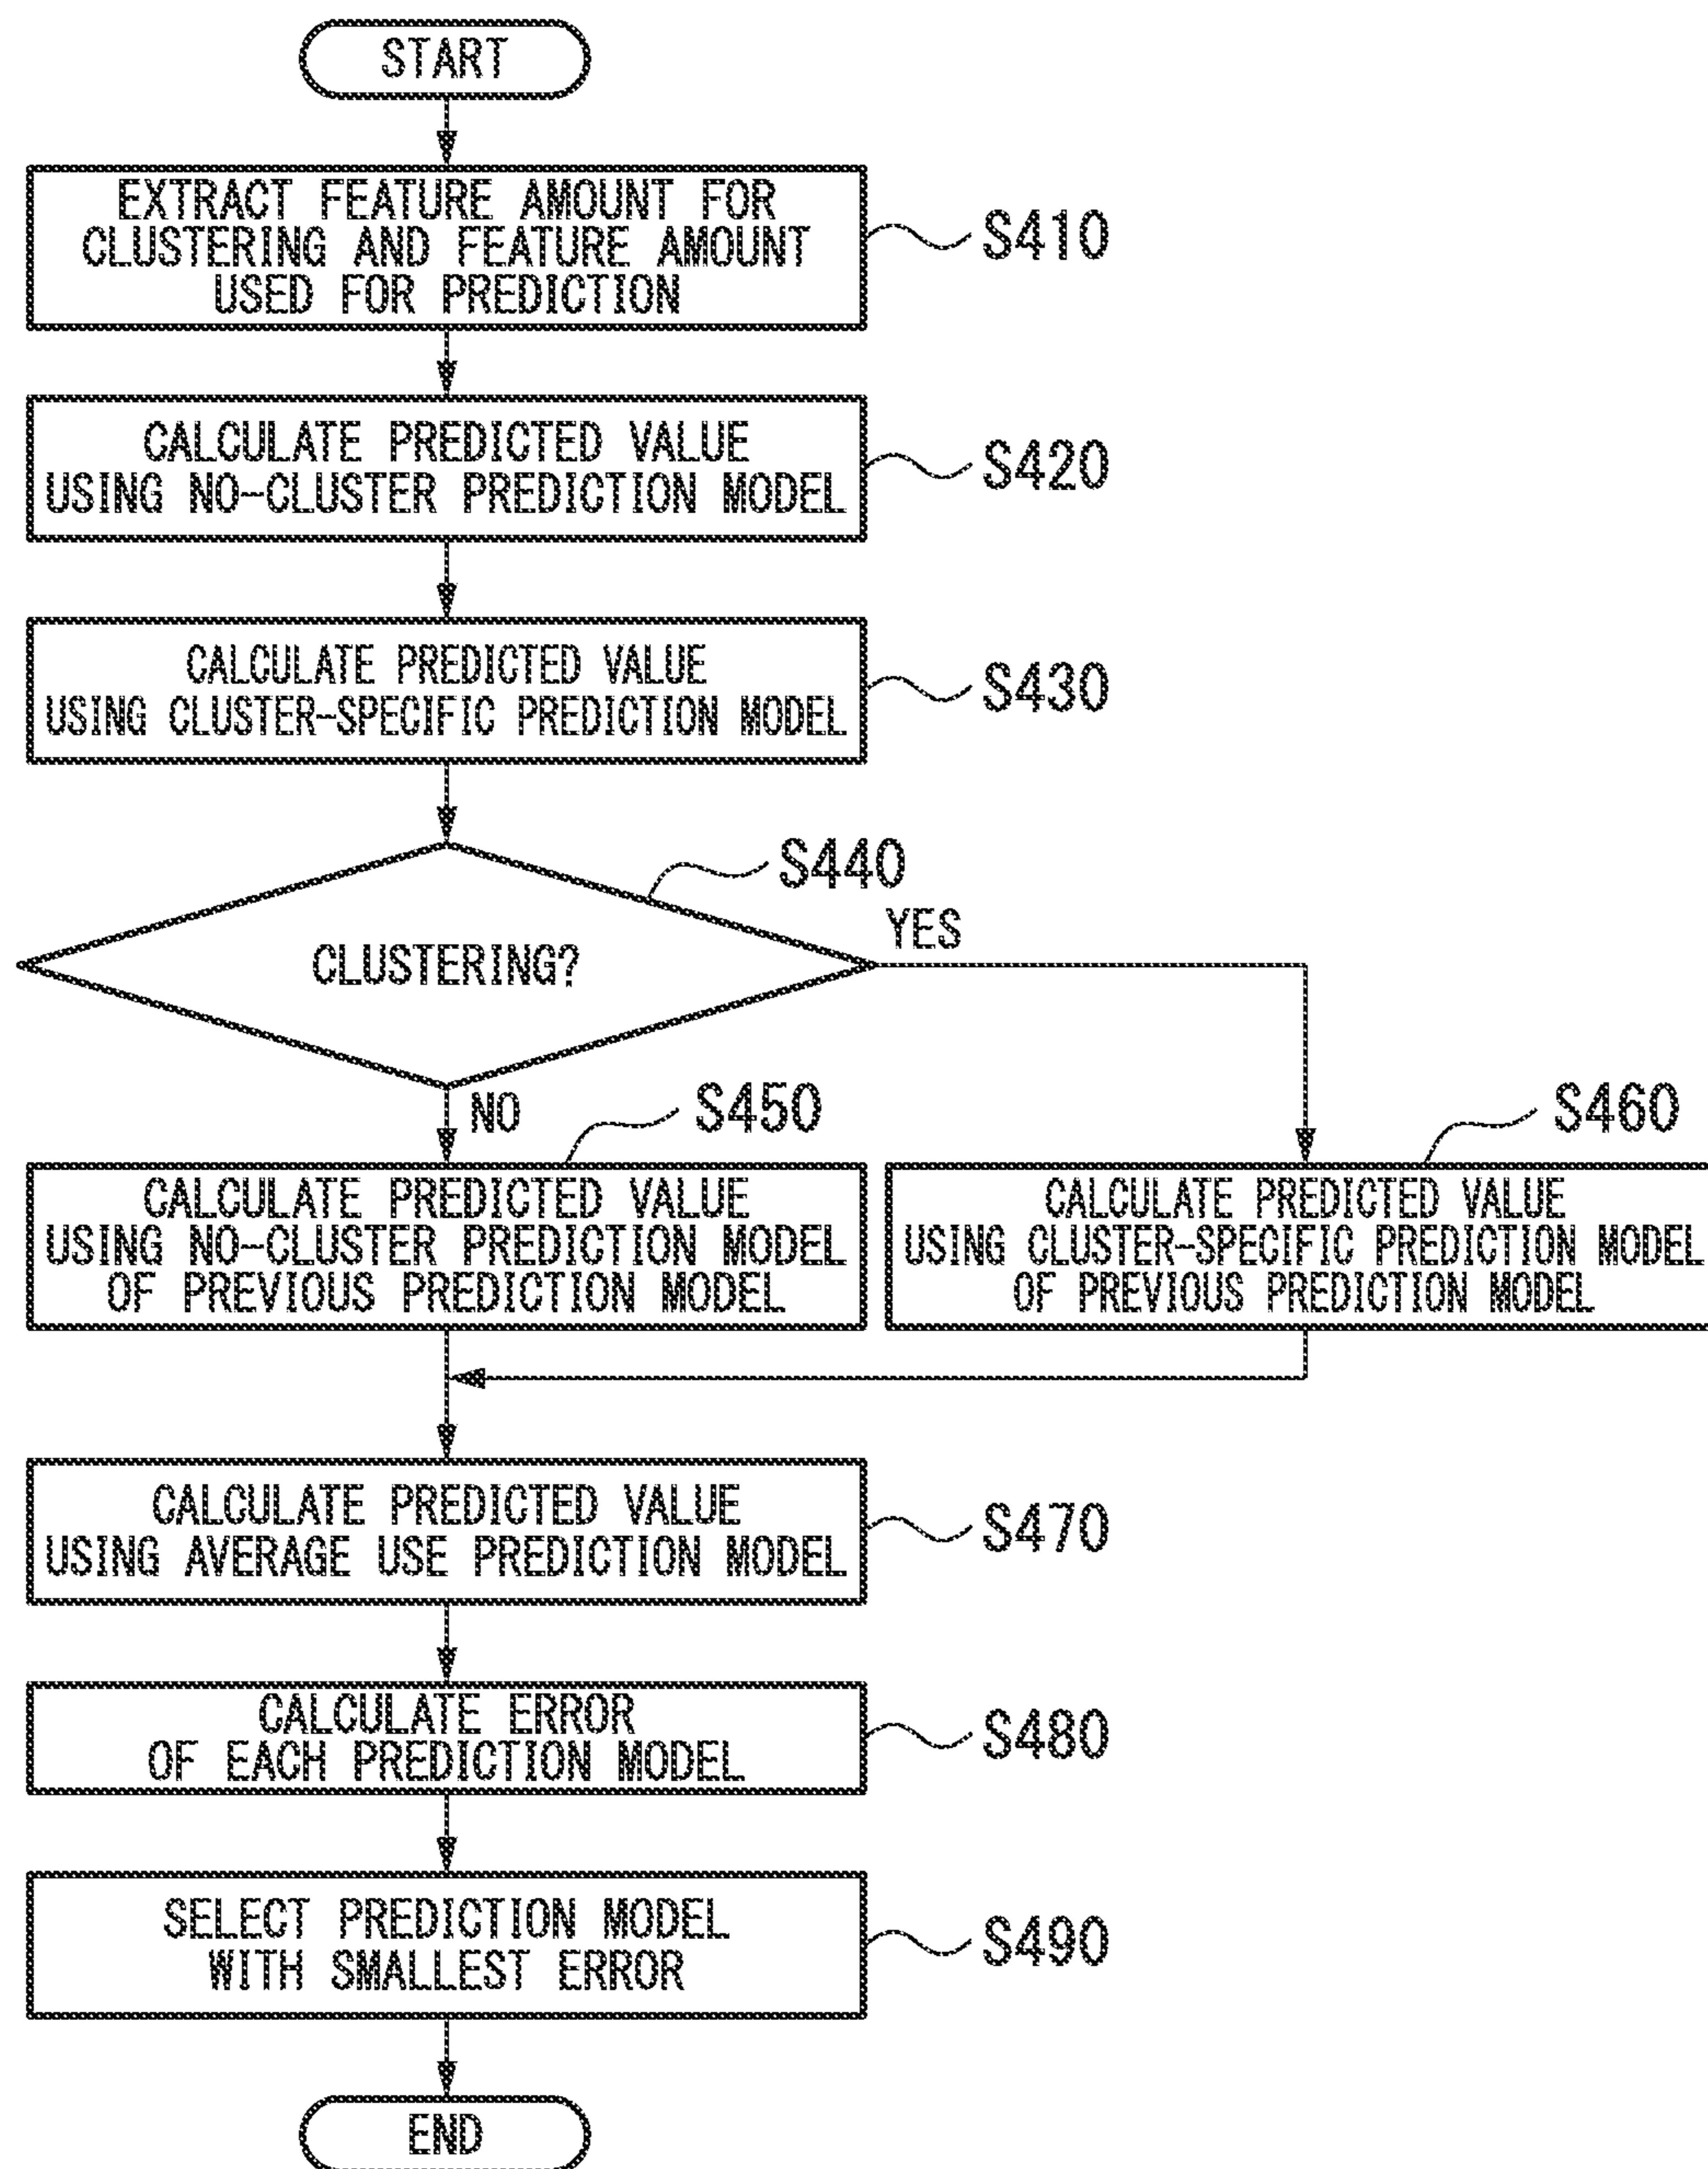 START
EXTRACT FEATURE AMOUNT FOR
CLUSTERING AND FEATURE AMOUNT
USED FOR PREDICTION
S410
CALCULATE PREDICTED VALUE
USING NO-CLUSTER PREDICTION MODEL
S420
CALCULATE PREDICTED VALUE
USING CLUSTER-SPECIFIC PREDICTION MODEL
S430
S440
CLUSTERING?
YES
NO
S450
CALCULATE PREDICTED VALUE
USING NO-CLUSTER PREDICTION MODEL
OF PREVIOUS PREDICTION MODEL
S460
CALCULATE PREDICTED VALUE
USING CLUSTER-SPECIFIC PREDICTION MODEL
OF PREVIOUS PREDICTION MODEL
CALCULATE PREDICTED VALUE
USING AVERAGE USE PREDICTION MODEL
S470
CALCULATE ERROR
OF EACH PREDICTION MODEL
S480
SELECT PREDICTION MODEL
WITH SMALLEST ERROR
S490
END